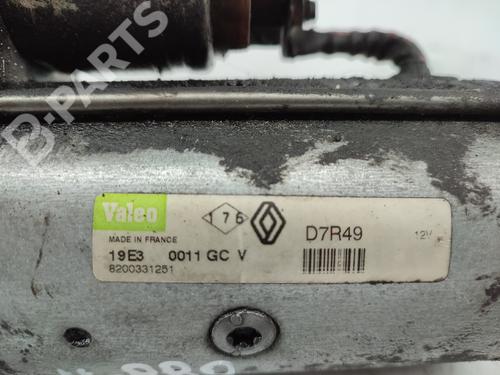 B-PARTS
Valeo
176
D7R49
12V
MADE IN FRANCE
19E3 0011 GC V
8200331251